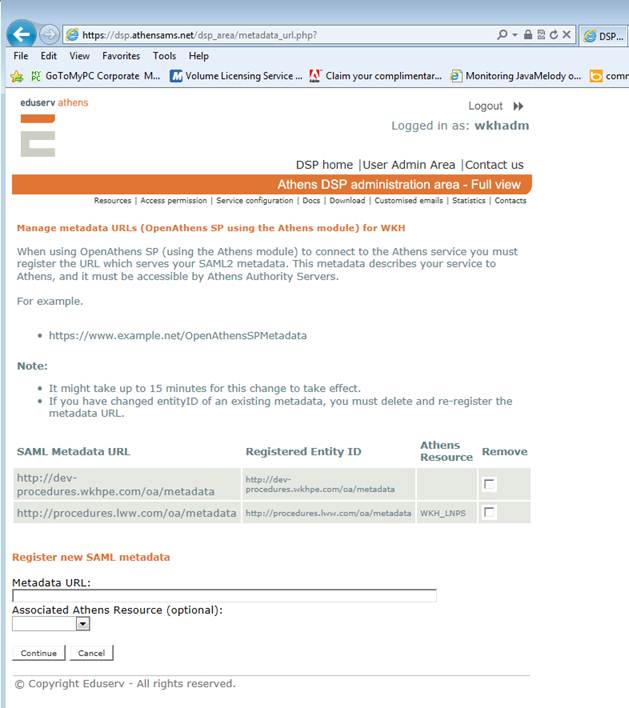 https://dsp.athensams.net/dsp_area/metadata_url.php?
DSP...
File Edit View Favorites Tools Help
GoToMyPC Corporate M... Volume Licensing Service ... Claim your complimentar... Monitoring JavaMelody o... comm
eduserv athens
Logout
Logged in as: wkhadm
DSP home |User Admin Area |Contact us
Athens DSP administration area - Full view
Resources | Access permission | Service configuration | Docs | Download | Customised emails | Statistics | Contacts
Manage metadata URLs (OpenAthens SP using the Athens module) for WKH
When using OpenAthens SP (using the Athens module) to connect to the Athens service you must
register the URL which serves your SAML2 metadata. This metadata describes your service to
Athens, and it must be accessible by Athens Authority Servers.
For example.
• https://www.example.net/OpenAthensSPMetadata
Note:
• It might take up to 15 minutes for this change to take effect.
• If you have changed entityID of an existing metadata, you must delete and re-register the
metadata URL.
SAML Metadata URL Registered Entity ID Athens Resource Remove
http://dev-
procedures.wkhpe.com/oa/metadata
http://dev-
procedures.wkhpe.com/oa/metadata
http://procedures.lww.com/oa/metadata http://procedures.lww.com/oa/metadata WKH_LNPS
Register new SAML metadata
Metadata URL:
Associated Athens Resource (optional):
Continue Cancel
© Copyright Eduserv - All rights reserved.